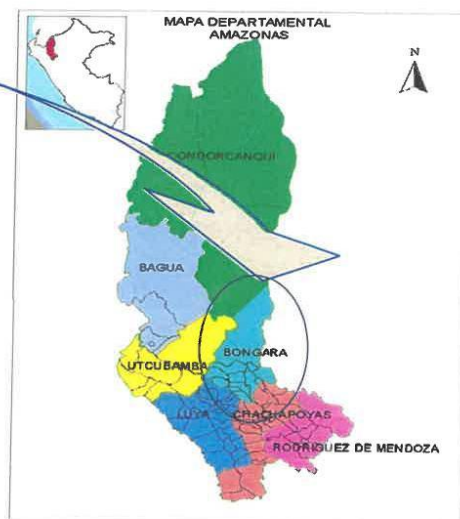 MAPA DEPARTAMENTAL
AMAZONAS
N
CONDORCANQUI
BAGUA
BONGARA
UTCUBAMBA
LUYA
CHACHAPOYAS
RODRIGUEZ DE MENDOZA